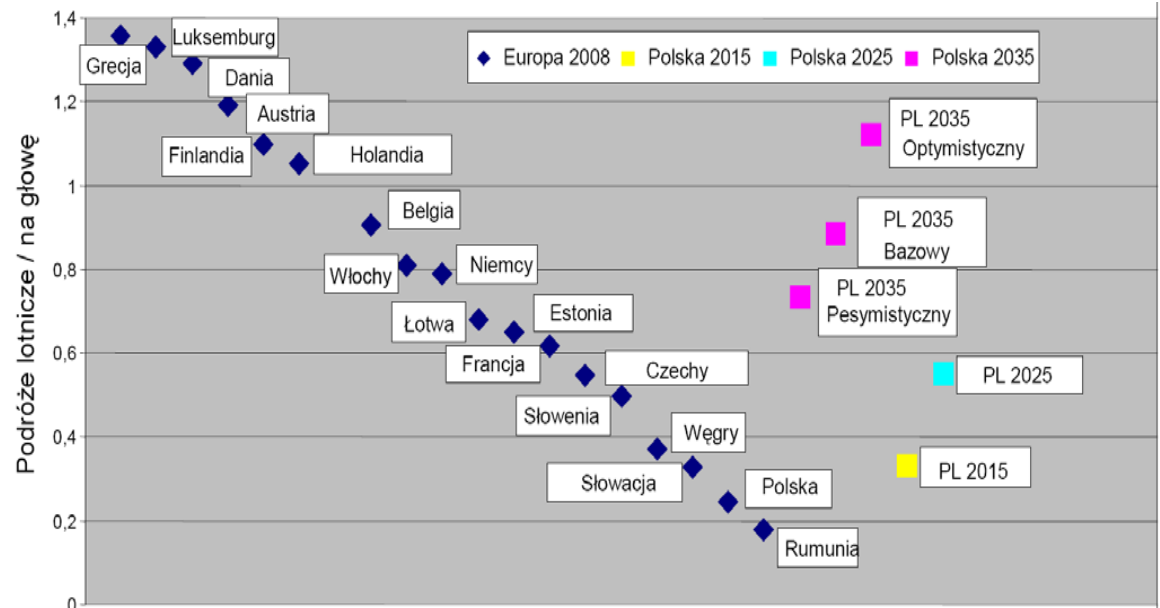 Podróże lotnicze / na głowę
1,4
1,2
1
0,8
0,6
0,4
0,2
0
Europa 2008
Polska 2015
Polska 2025
Polska 2035
Grecja
Luksemburg
Dania
Austria
Finlandia
Holandia
Belgia
Włochy
Niemcy
Łotwa
Estonia
Francja
Czechy
Słowenia
Węgry
Słowacja
Polska
Rumunia
PL 2035
Optymistyczny
PL 2035
Bazowy
PL 2035
Pesymistyczny
PL 2025
PL 2015